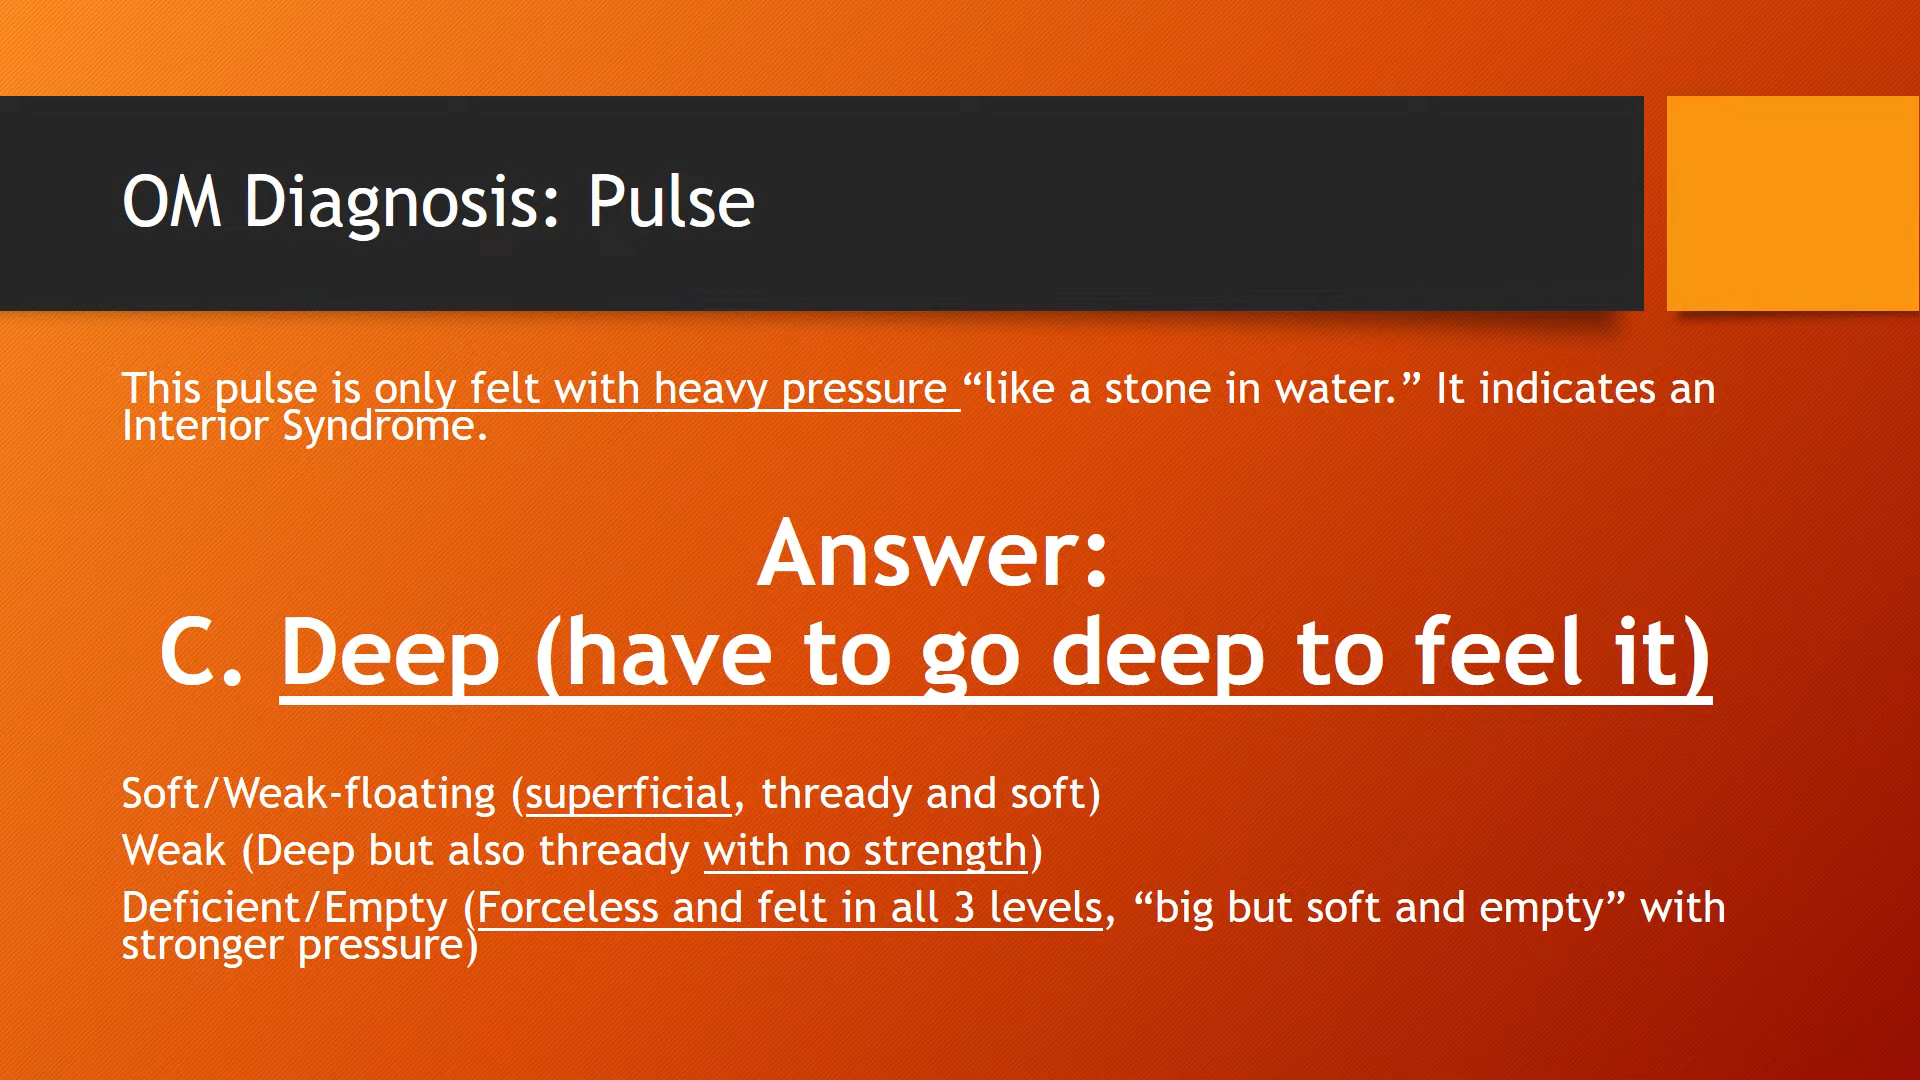 OM Diagnosis: Pulse
This pulse is only felt with heavy pressure “like a stone in water.” It indicates an
Interior Syndrome.
Answer:
C. Deep (have to go deep to feel it)
Soft/Weak-floating (superficial, thready and soft)
Weak (Deep but also thready with no strength)
Deficient/Empty (Forceless and felt in all 3 levels, “big but soft and empty” with
stronger pressure)